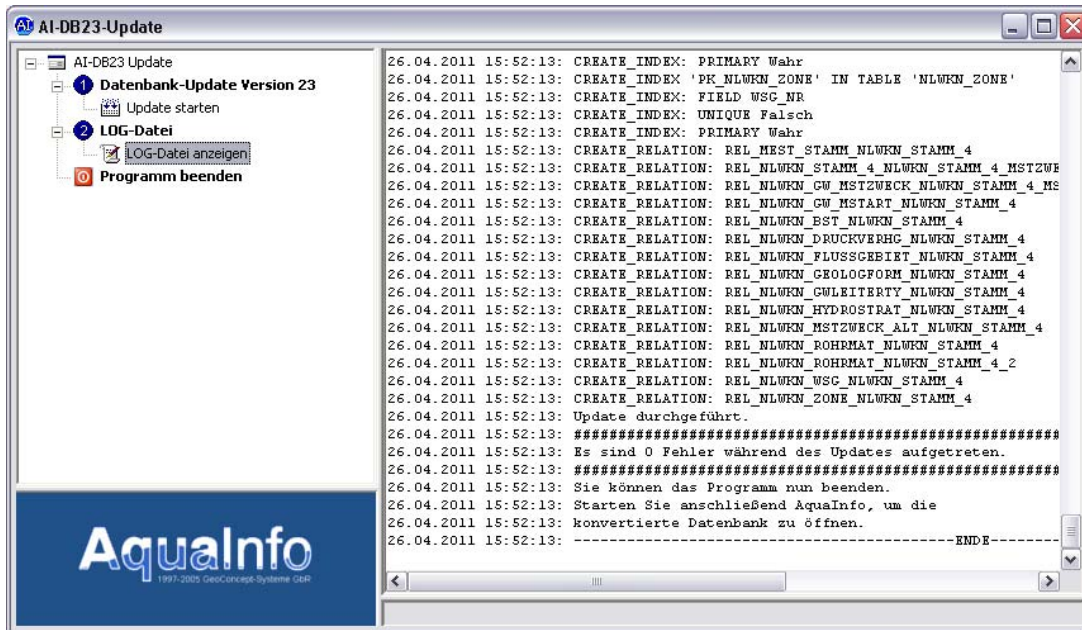 AI-DB23-Update
AI-DB23 Update
1 Datenbank-Update Version 23
Update starten
2 LOG-Datei
LOG-Datei anzeigen
Programm beenden
26.04.2011 15:52:13: CREATE_INDEX: PRIMARY Wahr
26.04.2011 15:52:13: CREATE_INDEX 'PK_NLWKN_ZONE' IN TABLE 'NLWKN_ZONE'
26.04.2011 15:52:13: CREATE_INDEX: FIELD WSG_NR
26.04.2011 15:52:13: CREATE_INDEX: UNIQUE Falsch
26.04.2011 15:52:13: CREATE_INDEX: PRIMARY Wahr
26.04.2011 15:52:13: CREATE_RELATION: REL_MEST_STAMM_NLWKN_STAMM_4
26.04.2011 15:52:13: CREATE_RELATION: REL_NLWKN_STAMM_4_NLWKN_STAMM_4_MSTZWE
26.04.2011 15:52:13: CREATE_RELATION: REL_NLWKN_GW_MSTZWECK_NLWKN_STAMM_4_MS
26.04.2011 15:52:13: CREATE_RELATION: REL_NLWKN_GW_MSTART_NLWKN_STAMM_4
26.04.2011 15:52:13: CREATE_RELATION: REL_NLWKN_BST_NLWKN_STAMM_4
26.04.2011 15:52:13: CREATE_RELATION: REL_NLWKN_DRUCKVERHG_NLWKN_STAMM_4
26.04.2011 15:52:13: CREATE_RELATION: REL_NLWKN_FLUSSGEBIET_NLWKN_STAMM_4
26.04.2011 15:52:13: CREATE_RELATION: REL_NLWKN_GEOLOGFORM_NLWKN_STAMM_4
26.04.2011 15:52:13: CREATE_RELATION: REL_NLWKN_GWLEITERTY_NLWKN_STAMM_4
26.04.2011 15:52:13: CREATE_RELATION: REL_NLWKN_HYDROSTRAT_NLWKN_STAMM_4
26.04.2011 15:52:13: CREATE_RELATION: REL_NLWKN_MSTZWECK_ALT_NLWKN_STAMM_4
26.04.2011 15:52:13: CREATE_RELATION: REL_NLWKN_ROHRMAT_NLWKN_STAMM_4
26.04.2011 15:52:13: CREATE_RELATION: REL_NLWKN_ROHRMAT_NLWKN_STAMM_4_2
26.04.2011 15:52:13: CREATE_RELATION: REL_NLWKN_WSG_NLWKN_STAMM_4
26.04.2011 15:52:13: CREATE_RELATION: REL_NLWKN_ZONE_NLWKN_STAMM_4
26.04.2011 15:52:13: Update durchgeführt.
26.04.2011 15:52:13: #######################################################
26.04.2011 15:52:13: Es sind 0 Fehler während des Updates aufgetreten.
26.04.2011 15:52:13: #######################################################
26.04.2011 15:52:13: Sie können das Programm nun beenden.
26.04.2011 15:52:13: Starten Sie anschließend AquaInfo, um die
26.04.2011 15:52:13: konvertierte Datenbank zu öffnen.
26.04.2011 15:52:13: -------------------------------------------ENDE--------
AquaInfo
1997-2005 GeoConcept-Systeme GbR